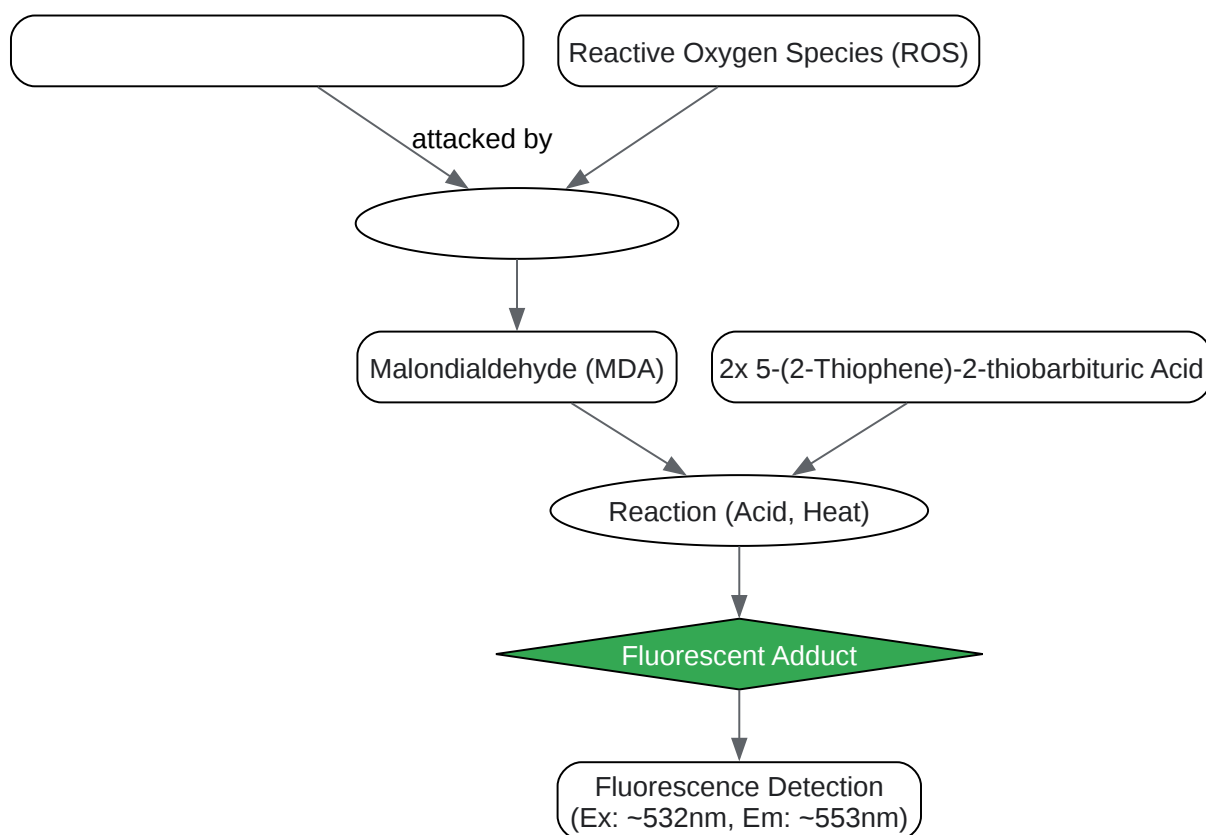 Reactive Oxygen Species (ROS)
attacked by
Malondialdehyde (MDA)
2x 5-(2-Thiophene)-2-thiobarbituric Acid
Reaction (Acid, Heat)
Fluorescent Adduct
Fluorescence Detection
(Ex: ~532nm, Em: ~553nm)